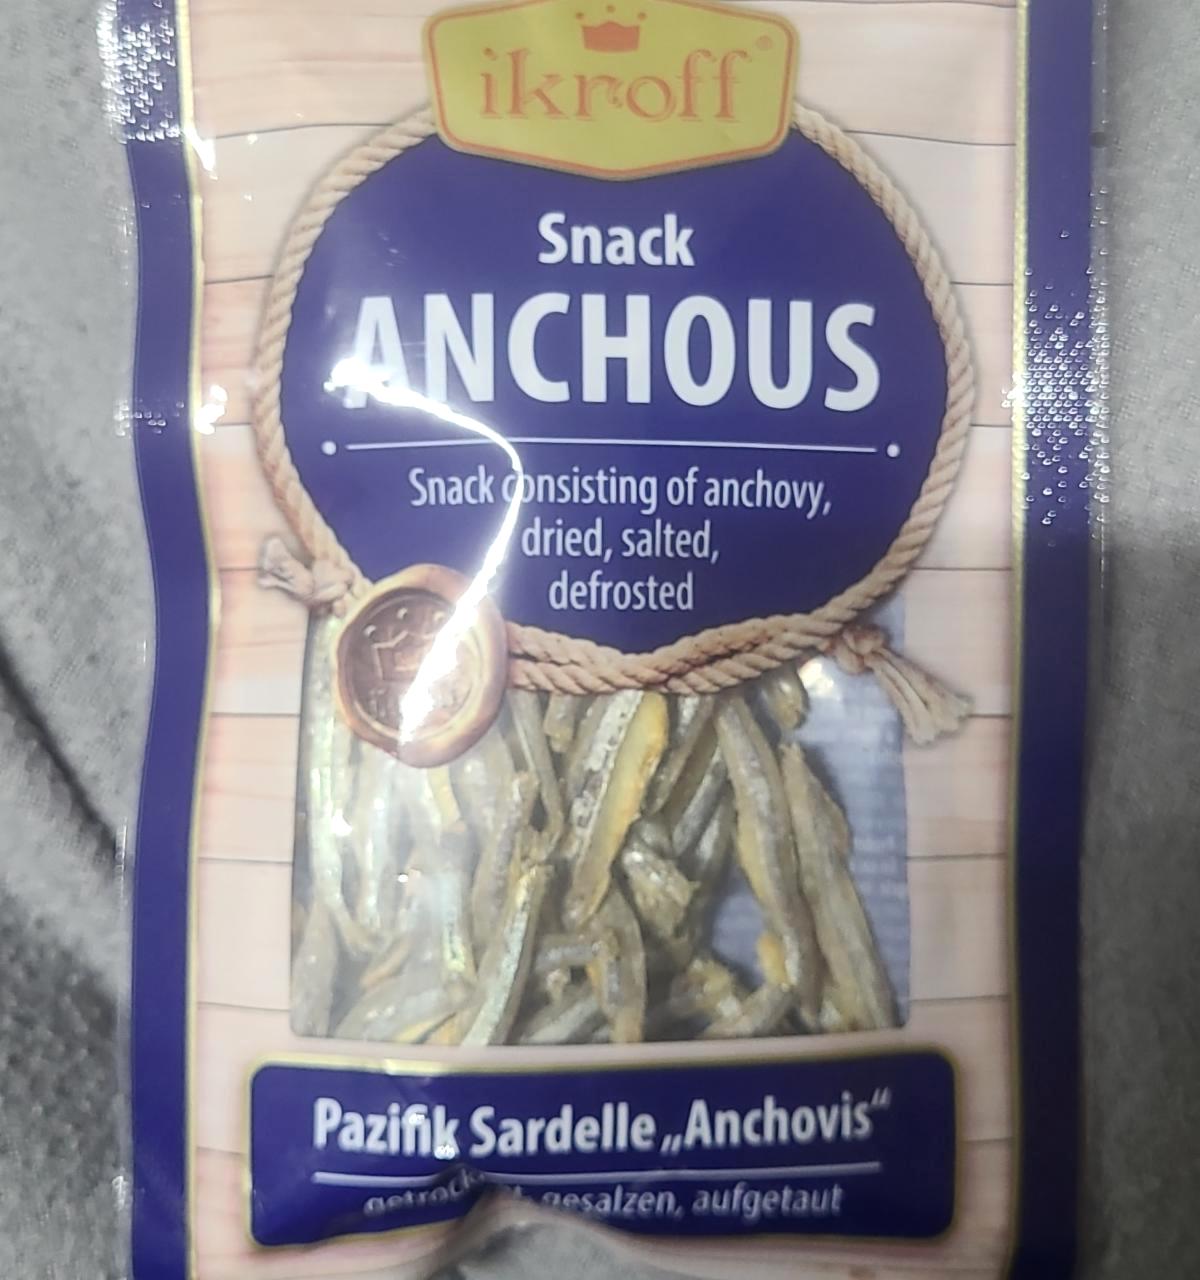 ikroff®
Snack
ANCHOUS
Snack consisting of anchovy,
dried, salted,
defrosted
Pazifik Sardelle „Anchovis“
gesalzen, aufgetaut